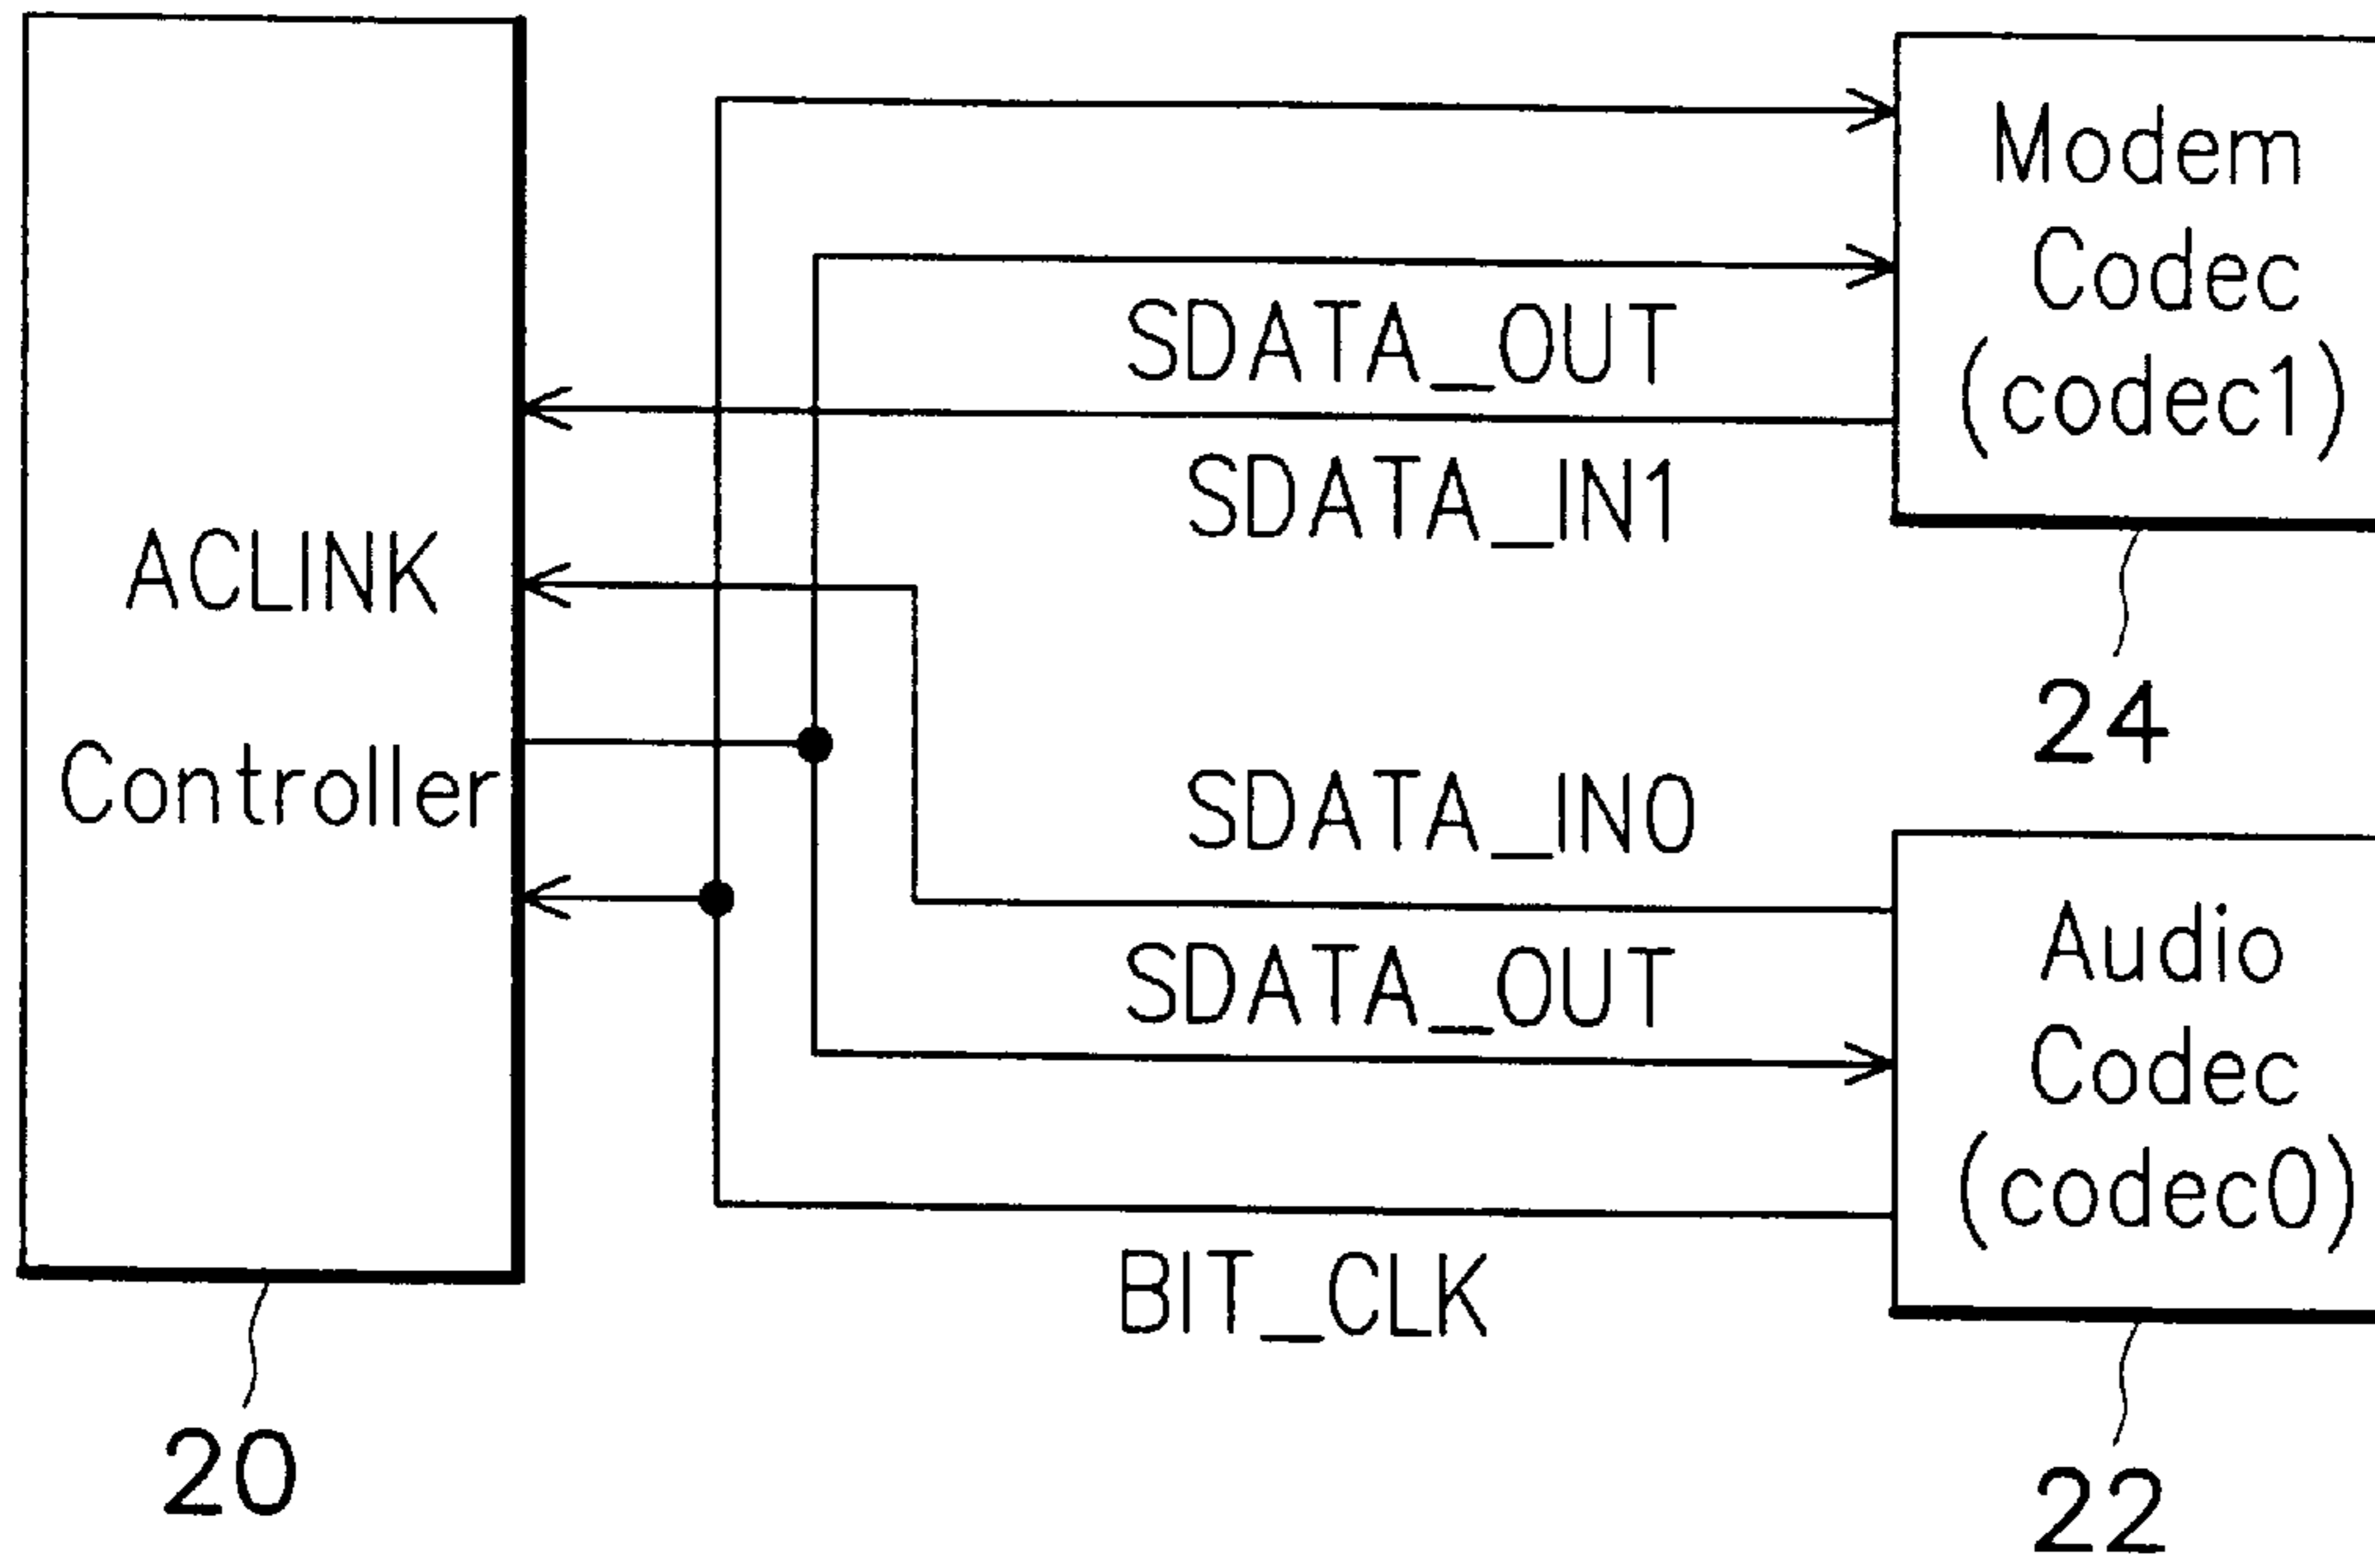 ACLINK
Controller
20
SDATA_OUT
SDATA_IN1
SDATA_IN0
SDATA_OUT
BIT_CLK
Modem
Codec
(codec1)
24
Audio
Codec
(codec0)
22